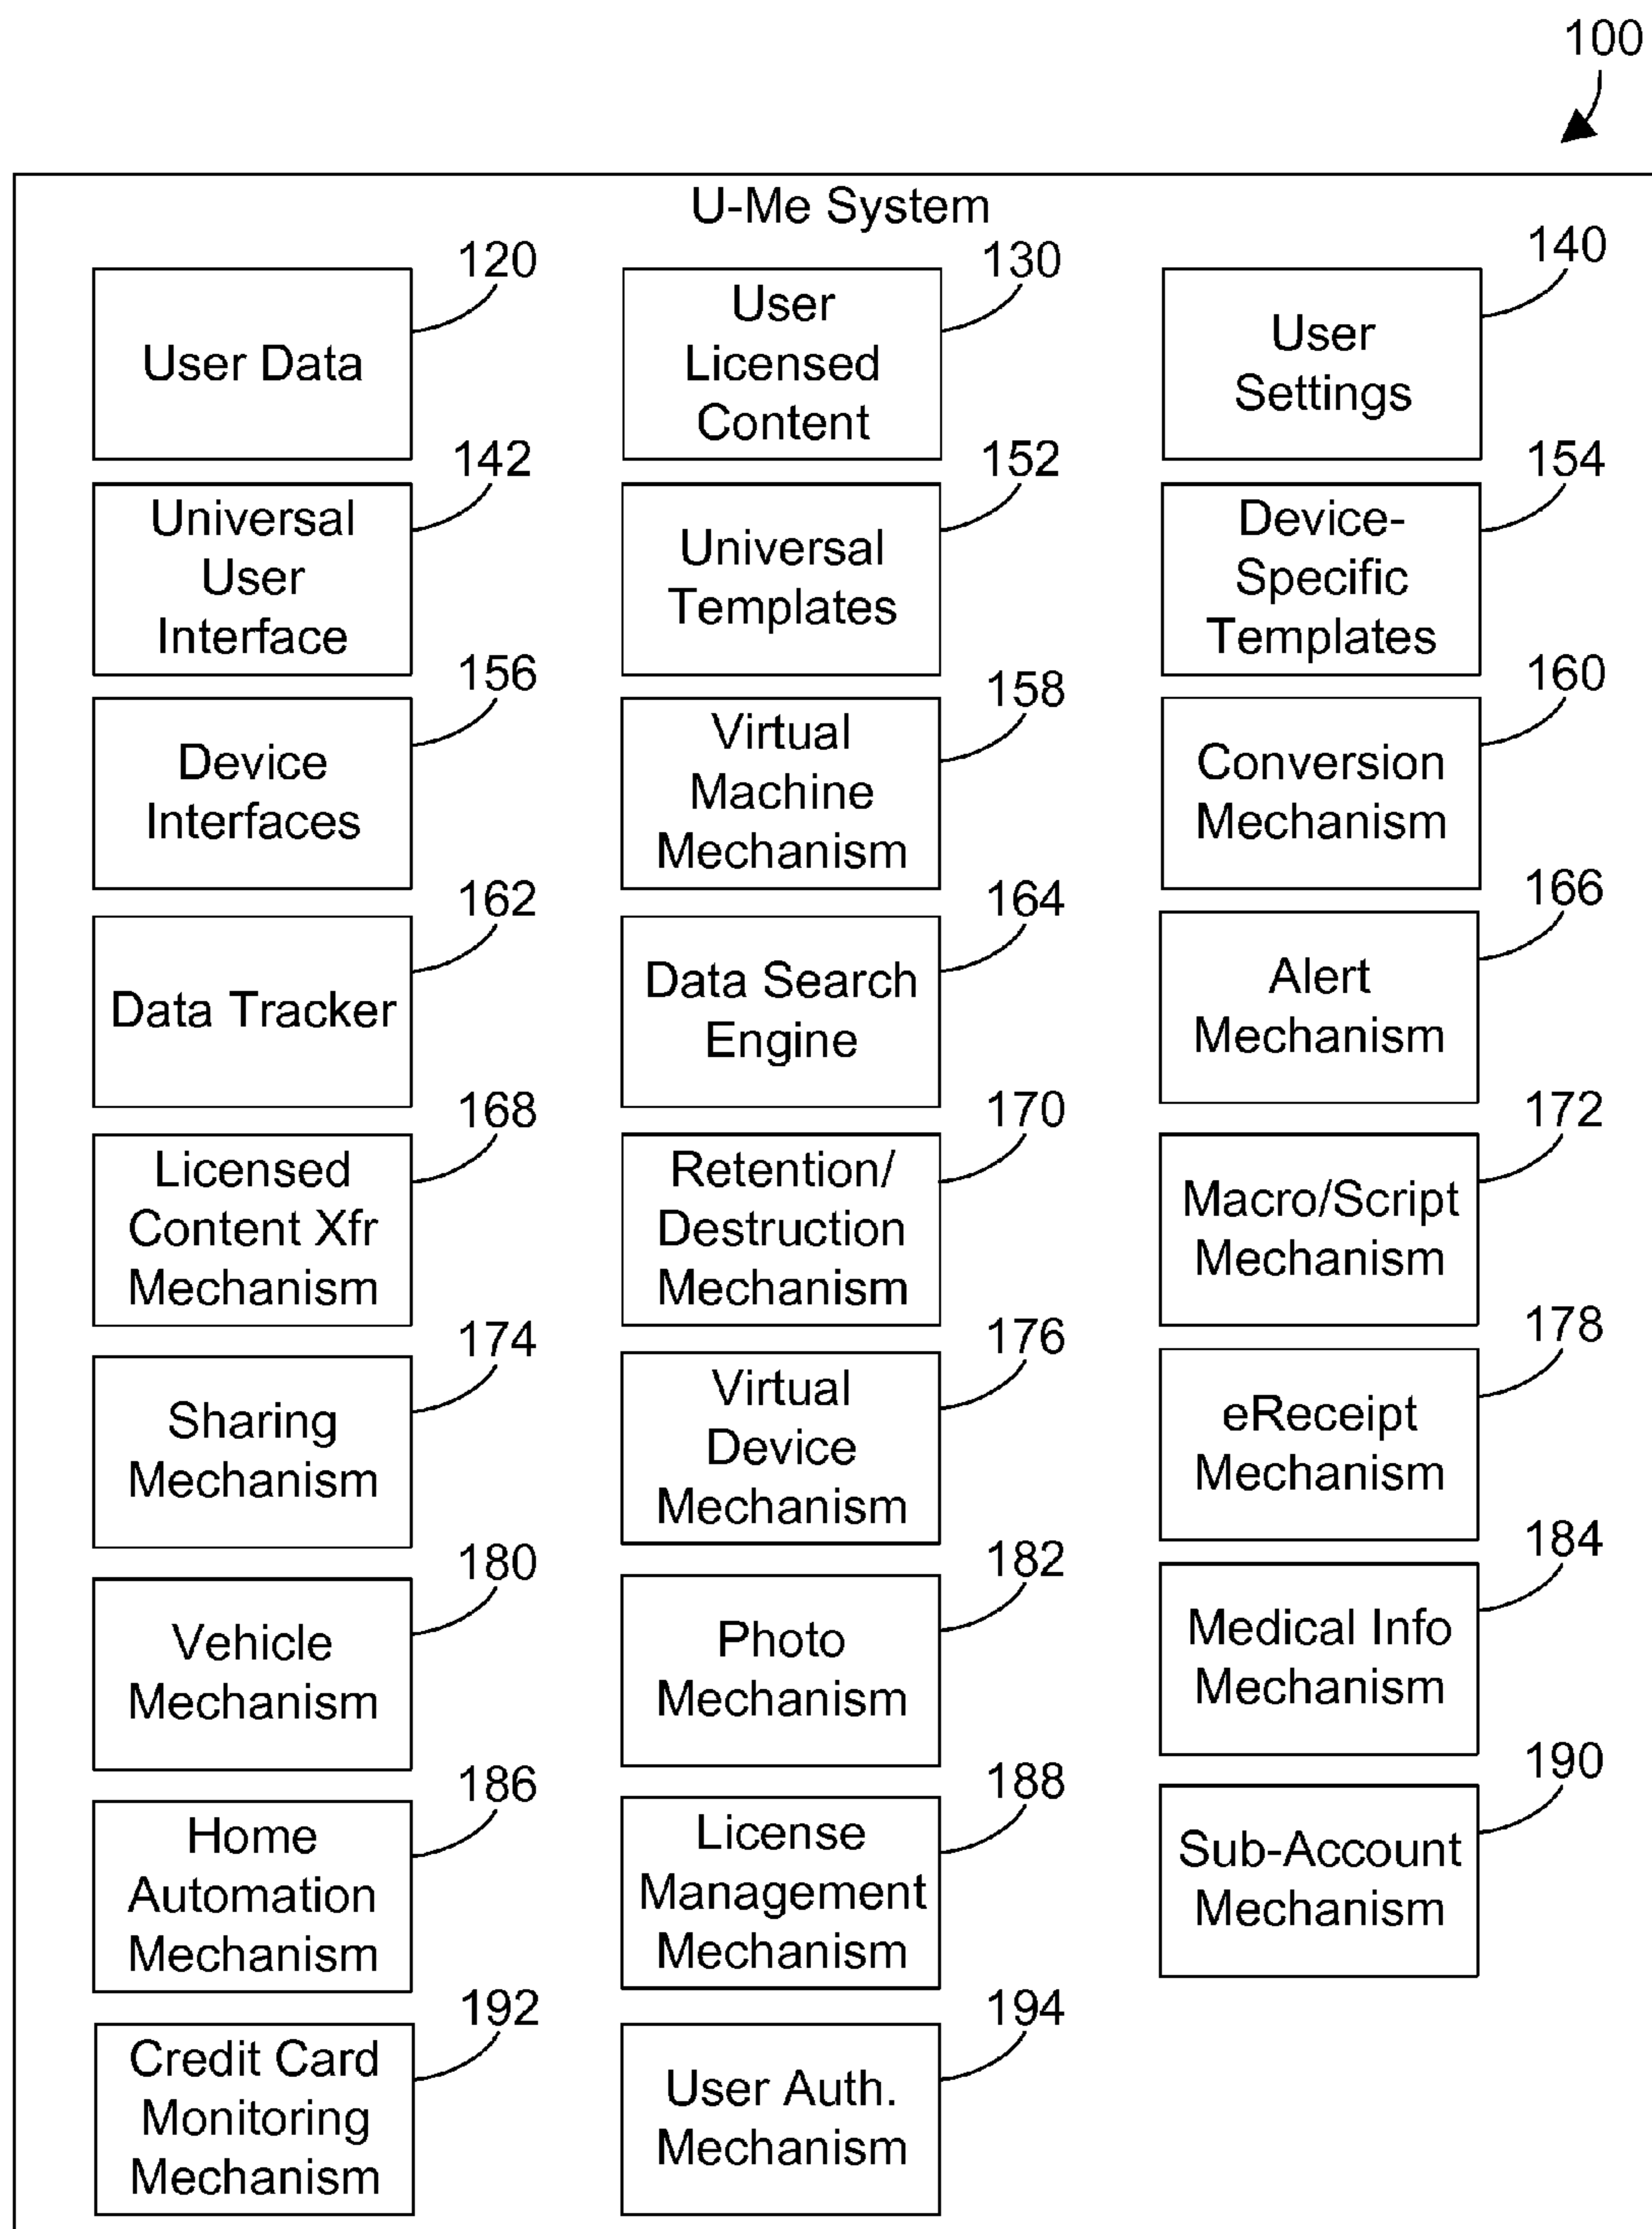 100
U-Me System
120
User Data
130
User
Licensed
Content
140
User
Settings
142
Universal
User
Interface
152
Universal
Templates
154
Device-
Specific
Templates
156
Device
Interfaces
158
Virtual
Machine
Mechanism
160
Conversion
Mechanism
162
Data Tracker
164
Data Search
Engine
166
Alert
Mechanism
168
Licensed
Content Xfr
Mechanism
170
Retention/
Destruction
Mechanism
172
Macro/Script
Mechanism
174
Sharing
Mechanism
176
Virtual
Device
Mechanism
178
eReceipt
Mechanism
180
Vehicle
Mechanism
182
Photo
Mechanism
184
Medical Info
Mechanism
186
Home
Automation
Mechanism
188
License
Management
Mechanism
190
Sub-Account
Mechanism
192
Credit Card
Monitoring
Mechanism
194
User Auth.
Mechanism